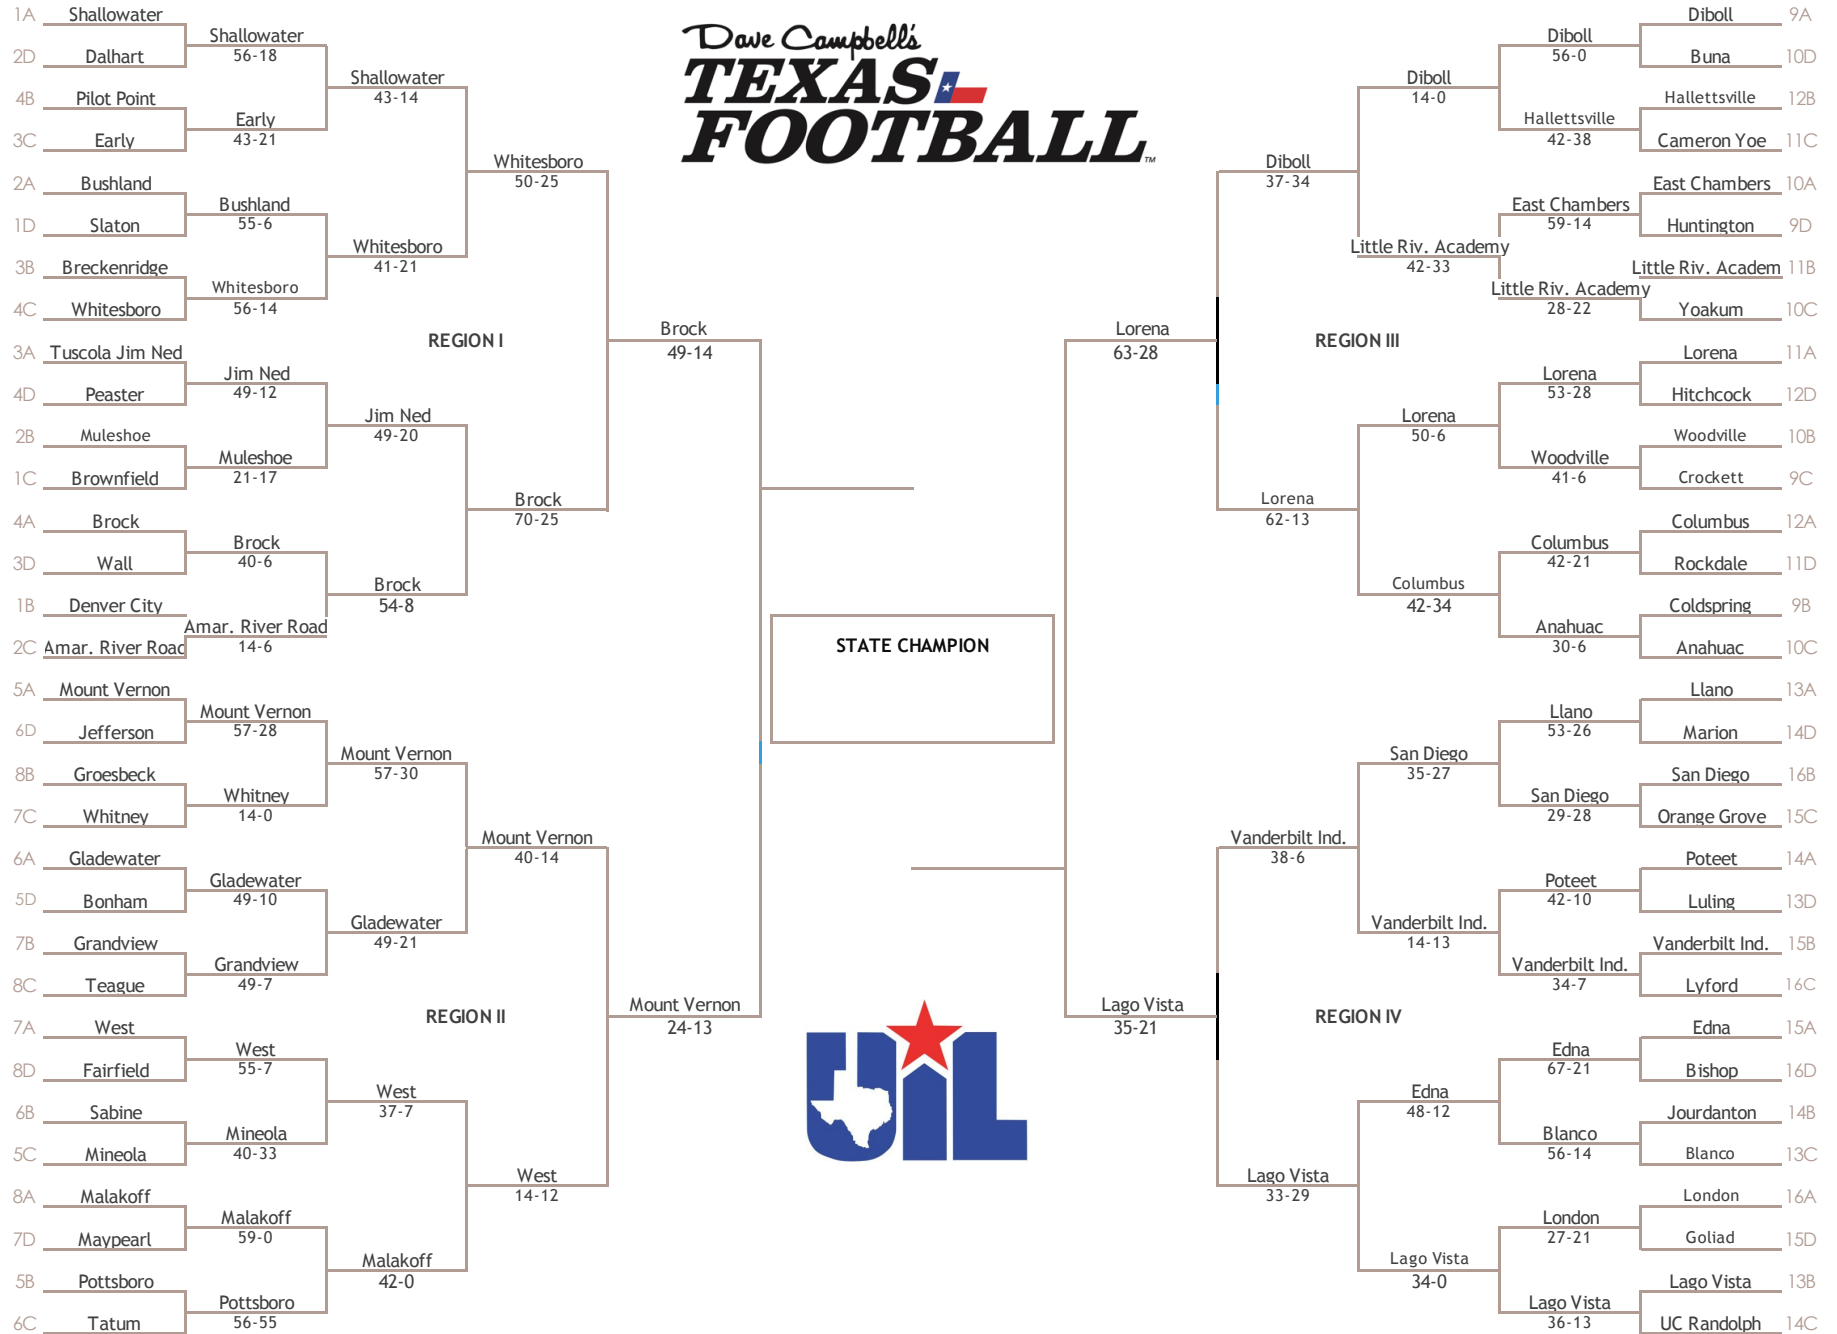 Dave Campbell's
TEXAS
FOOTBALL
TM
1A Shallowater
Shallowater
56-18
2D Dalhart
Shallowater
43-14
4B Pilot Point
Early
43-21
3C Early
Whitesboro
50-25
2A Bushland
Bushland
55-6
1D Slaton
Whitesboro
41-21
3B Breckenridge
Whitesboro
56-14
4C Whitesboro
REGION I
Brock
49-14
3A Tuscola Jim Ned
Jim Ned
49-12
4D Peaster
Jim Ned
49-20
2B Muleshoe
Muleshoe
21-17
1C Brownfield
Brock
70-25
4A Brock
Brock
40-6
3D Wall
Brock
54-8
1B Denver City
Amar. River Road
14-6
2C Amar. River Road
5A Mount Vernon
Mount Vernon
57-28
6D Jefferson
Mount Vernon
57-30
8B Groesbeck
Whitney
14-0
7C Whitney
Mount Vernon
40-14
6A Gladewater
Gladewater
49-10
5D Bonham
Gladewater
49-21
7B Grandview
Grandview
49-7
8C Teague
REGION II
Mount Vernon
24-13
7A West
West
55-7
8D Fairfield
West
37-7
6B Sabine
Mineola
40-33
5C Mineola
West
14-12
8A Malakoff
Malakoff
59-0
7D Maypearl
Malakoff
42-0
5B Pottsboro
Pottsboro
56-55
6C Tatum
STATE CHAMPION
UIL
Diboll 9A
Diboll
56-0
Buna 10D
Diboll
14-0
Hallettsville 12B
Hallettsville
42-38
Cameron Yoe 11C
Diboll
37-34
East Chambers 10A
East Chambers
59-14
Huntington 9D
Little Riv. Academy
42-33
Little Riv. Academ 11B
Little Riv. Academy
28-22
Yoakum 10C
Lorena
63-28
REGION III
Lorena 11A
Lorena
53-28
Hitchcock 12D
Lorena
50-6
Woodville 10B
Woodville
41-6
Crockett 9C
Lorena
62-13
Columbus 12A
Columbus
42-21
Rockdale 11D
Columbus
42-34
Coldspring 9B
Anahuac
30-6
Anahuac 10C
Llano 13A
Llano
53-26
Marion 14D
San Diego
35-27
San Diego 16B
San Diego
29-28
Orange Grove 15C
Vanderbilt Ind.
38-6
Poteet 14A
Poteet
42-10
Luling 13D
Vanderbilt Ind.
14-13
Vanderbilt Ind. 15B
Vanderbilt Ind.
34-7
Lyford 16C
Lago Vista
35-21
REGION IV
Edna 15A
Edna
67-21
Bishop 16D
Edna
48-12
Jourdanton 14B
Blanco
56-14
Blanco 13C
Lago Vista
33-29
London 16A
London
27-21
Goliad 15D
Lago Vista
34-0
Lago Vista 13B
Lago Vista
36-13
UC Randolph 14C